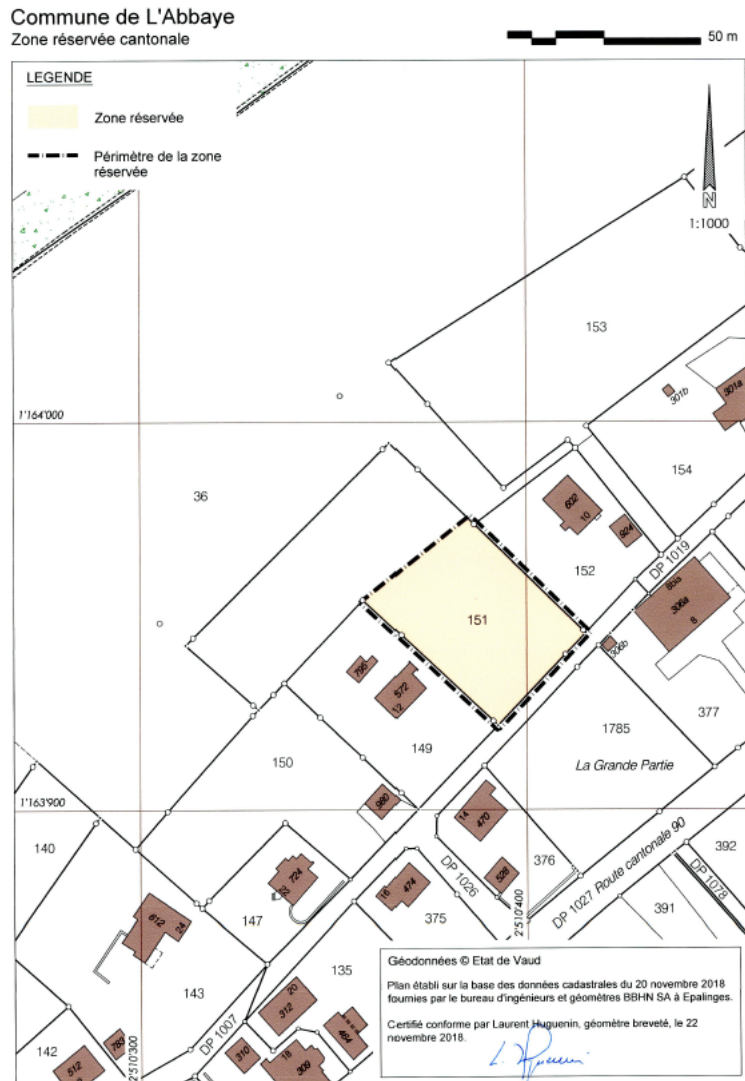 Commune de L'Abbaye
Zone réservée cantonale
50 m
LEGENDE
Zone réservée
Périmètre de la zone
réservée
N
1:1000
153
301b
301a
1'164'000
154
36
602
10
924
152
DP 1019
8bis
306a
8
306b
151
795
572
12
149
1785
377
La Grande Partie
150
980
1'163'900
140
14
470
376
DP 1027 Route cantonale 90
392
DP 1078
391
724
22
147
16
474
DP 1026
528
2'510'400
375
612
24
143
135
20
312
464
DP 1007
142
783
512
2'510'300
310
18
309
Géodonnées © Etat de Vaud
Plan établi sur la base des données cadastrales du 20 novembre 2018
fournies par le bureau d'ingénieurs et géomètres BBHN SA à Epalinges.
Certifié conforme par Laurent Huguenin, géomètre breveté, le 22
novembre 2018.